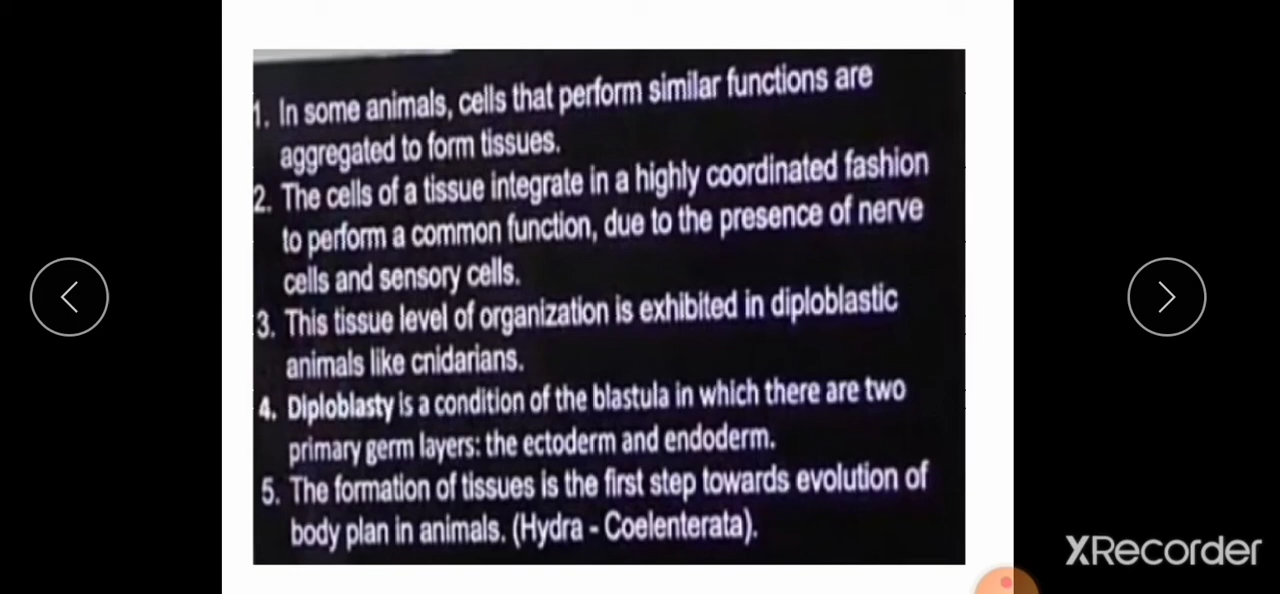 1. In some animals, cells that perform similar functions are
aggregated to form tissues.
2. The cells of a tissue integrate in a highly coordinated fashion
to perform a common function, due to the presence of nerve
cells and sensory cells.
3. This tissue level of organization is exhibited in diploblastic
animals like cnidarians.
4. Diploblasty is a condition of the blastula in which there are two
primary germ layers: the ectoderm and endoderm.
5. The formation of tissues is the first step towards evolution of
body plan in animals. (Hydra - Coelenterata).
XRecorder